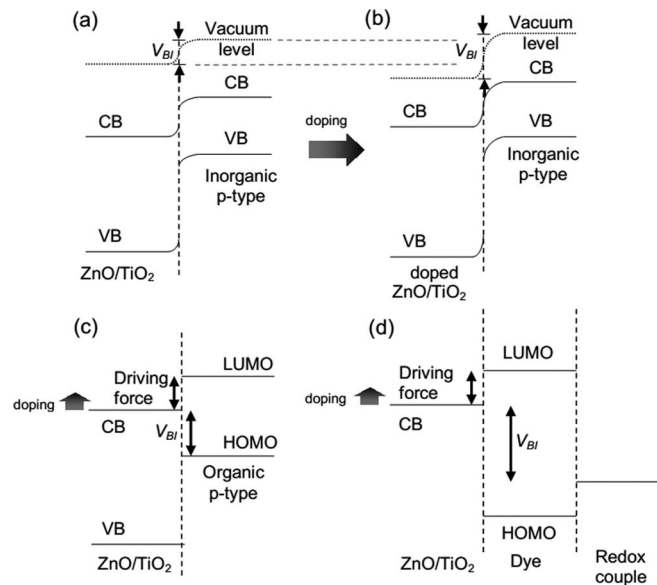 (a)
Vacuum
level
V_BI
CB
CB
VB
Inorganic
p-type
VB
ZnO/TiO₂
doping
(b)
Vacuum
level
V_BI
CB
CB
VB
Inorganic
p-type
VB
doped
ZnO/TiO₂
(c)
LUMO
Driving
force
doping
CB
V_BI
HOMO
Organic
p-type
VB
ZnO/TiO₂
(d)
LUMO
Driving
force
doping
CB
V_BI
HOMO
ZnO/TiO₂
Dye
Redox
couple